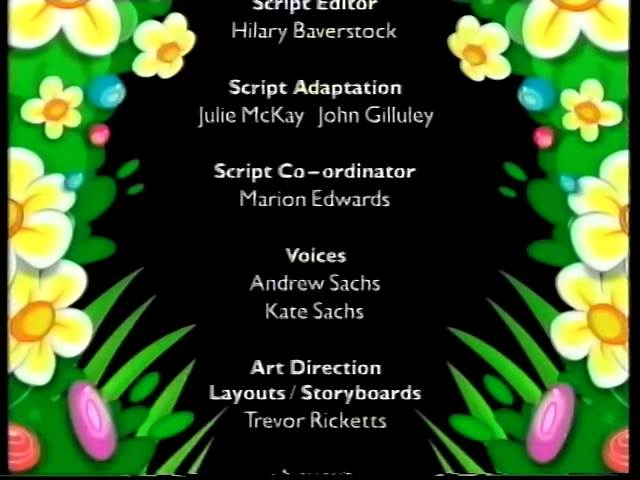 Script Editor
Hilary Baverstock
Script Adaptation
Julie McKay John Gilluley
Script Co-ordinator
Marion Edwards
Voices
Andrew Sachs
Kate Sachs
Art Direction
Layouts / Storyboards
Trevor Ricketts